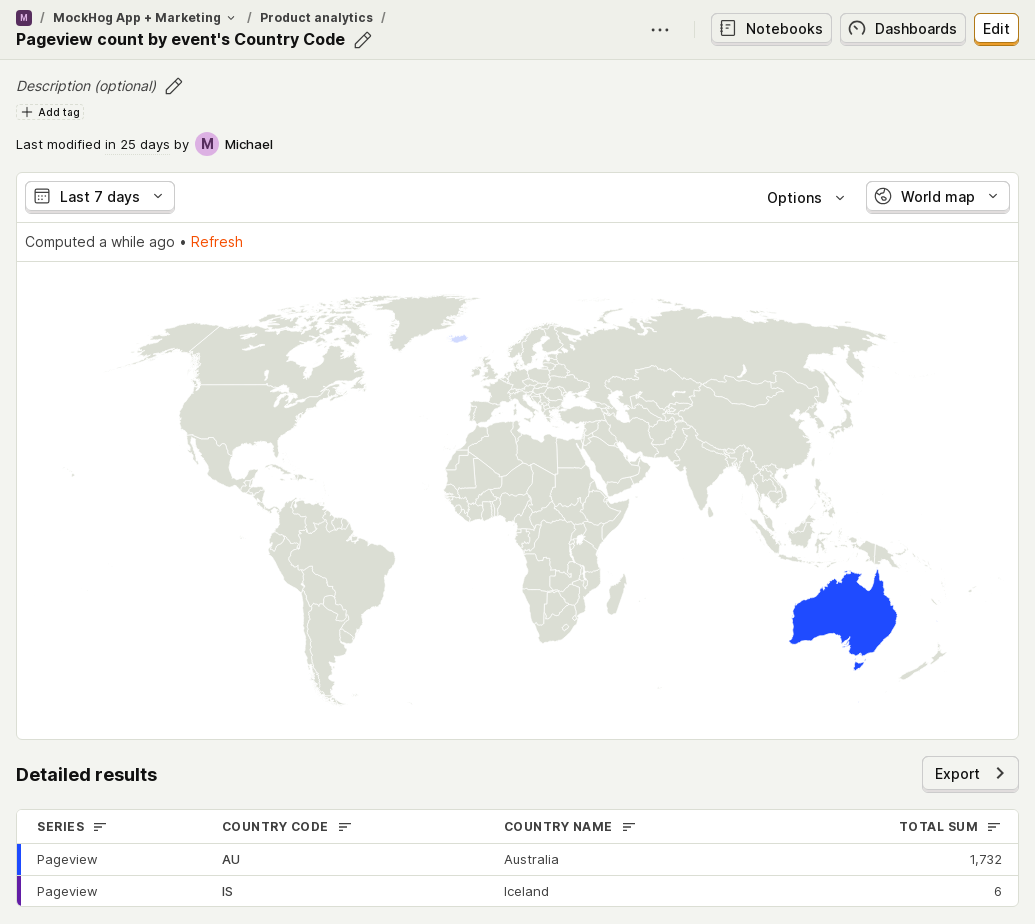 M / MockHog App + Marketing / Product analytics /
Pageview count by event's Country Code
Notebooks
Dashboards
Edit
Description (optional)
Add tag
Last modified in 25 days by M Michael
Last 7 days
Options
World map
Computed a while ago • Refresh
Detailed results
Export
SERIES COUNTRY CODE COUNTRY NAME TOTAL SUM
Pageview AU Australia 1,732
Pageview IS Iceland 6